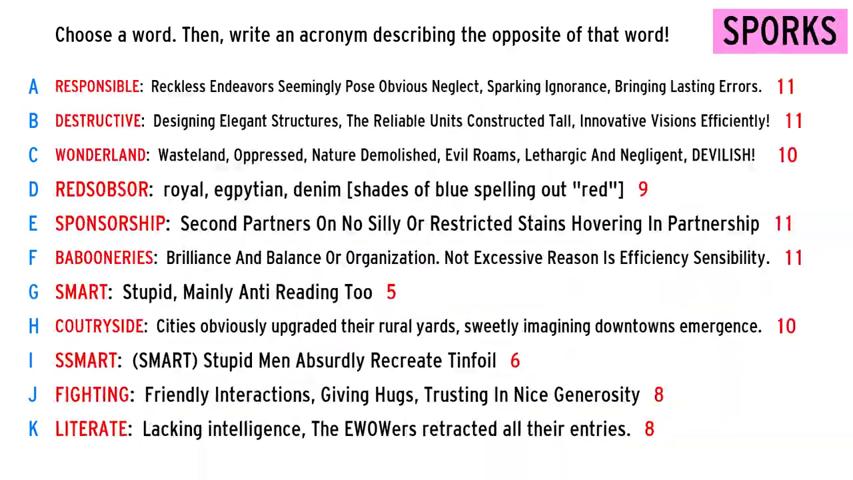 Choose a word. Then, write an acronym describing the opposite of that word!
SPORKS
A RESPONSIBLE: Reckless Endeavors Seemingly Pose Obvious Neglect, Sparking Ignorance, Bringing Lasting Errors. 11
B DESTRUCTIVE: Designing Elegant Structures, The Reliable Units Constructed Tall, Innovative Visions Efficiently! 11
C WONDERLAND: Wasteland, Oppressed, Nature Demolished, Evil Roams, Lethargic And Negligent, DEVILISH! 10
D REDSOBSOR: royal, egpytian, denim [shades of blue spelling out "red"] 9
E SPONSORSHIP: Second Partners On No Silly Or Restricted Stains Hovering In Partnership 11
F BABOONERIES: Brilliance And Balance Or Organization. Not Excessive Reason Is Efficiency Sensibility. 11
G SMART: Stupid, Mainly Anti Reading Too 5
H COUTRYSIDE: Cities obviously upgraded their rural yards, sweetly imagining downtowns emergence. 10
I SSMART: (SMART) Stupid Men Absurdly Recreate Tinfoil 6
J FIGHTING: Friendly Interactions, Giving Hugs, Trusting In Nice Generosity 8
K LITERATE: Lacking intelligence, The EWOWers retracted all their entries. 8